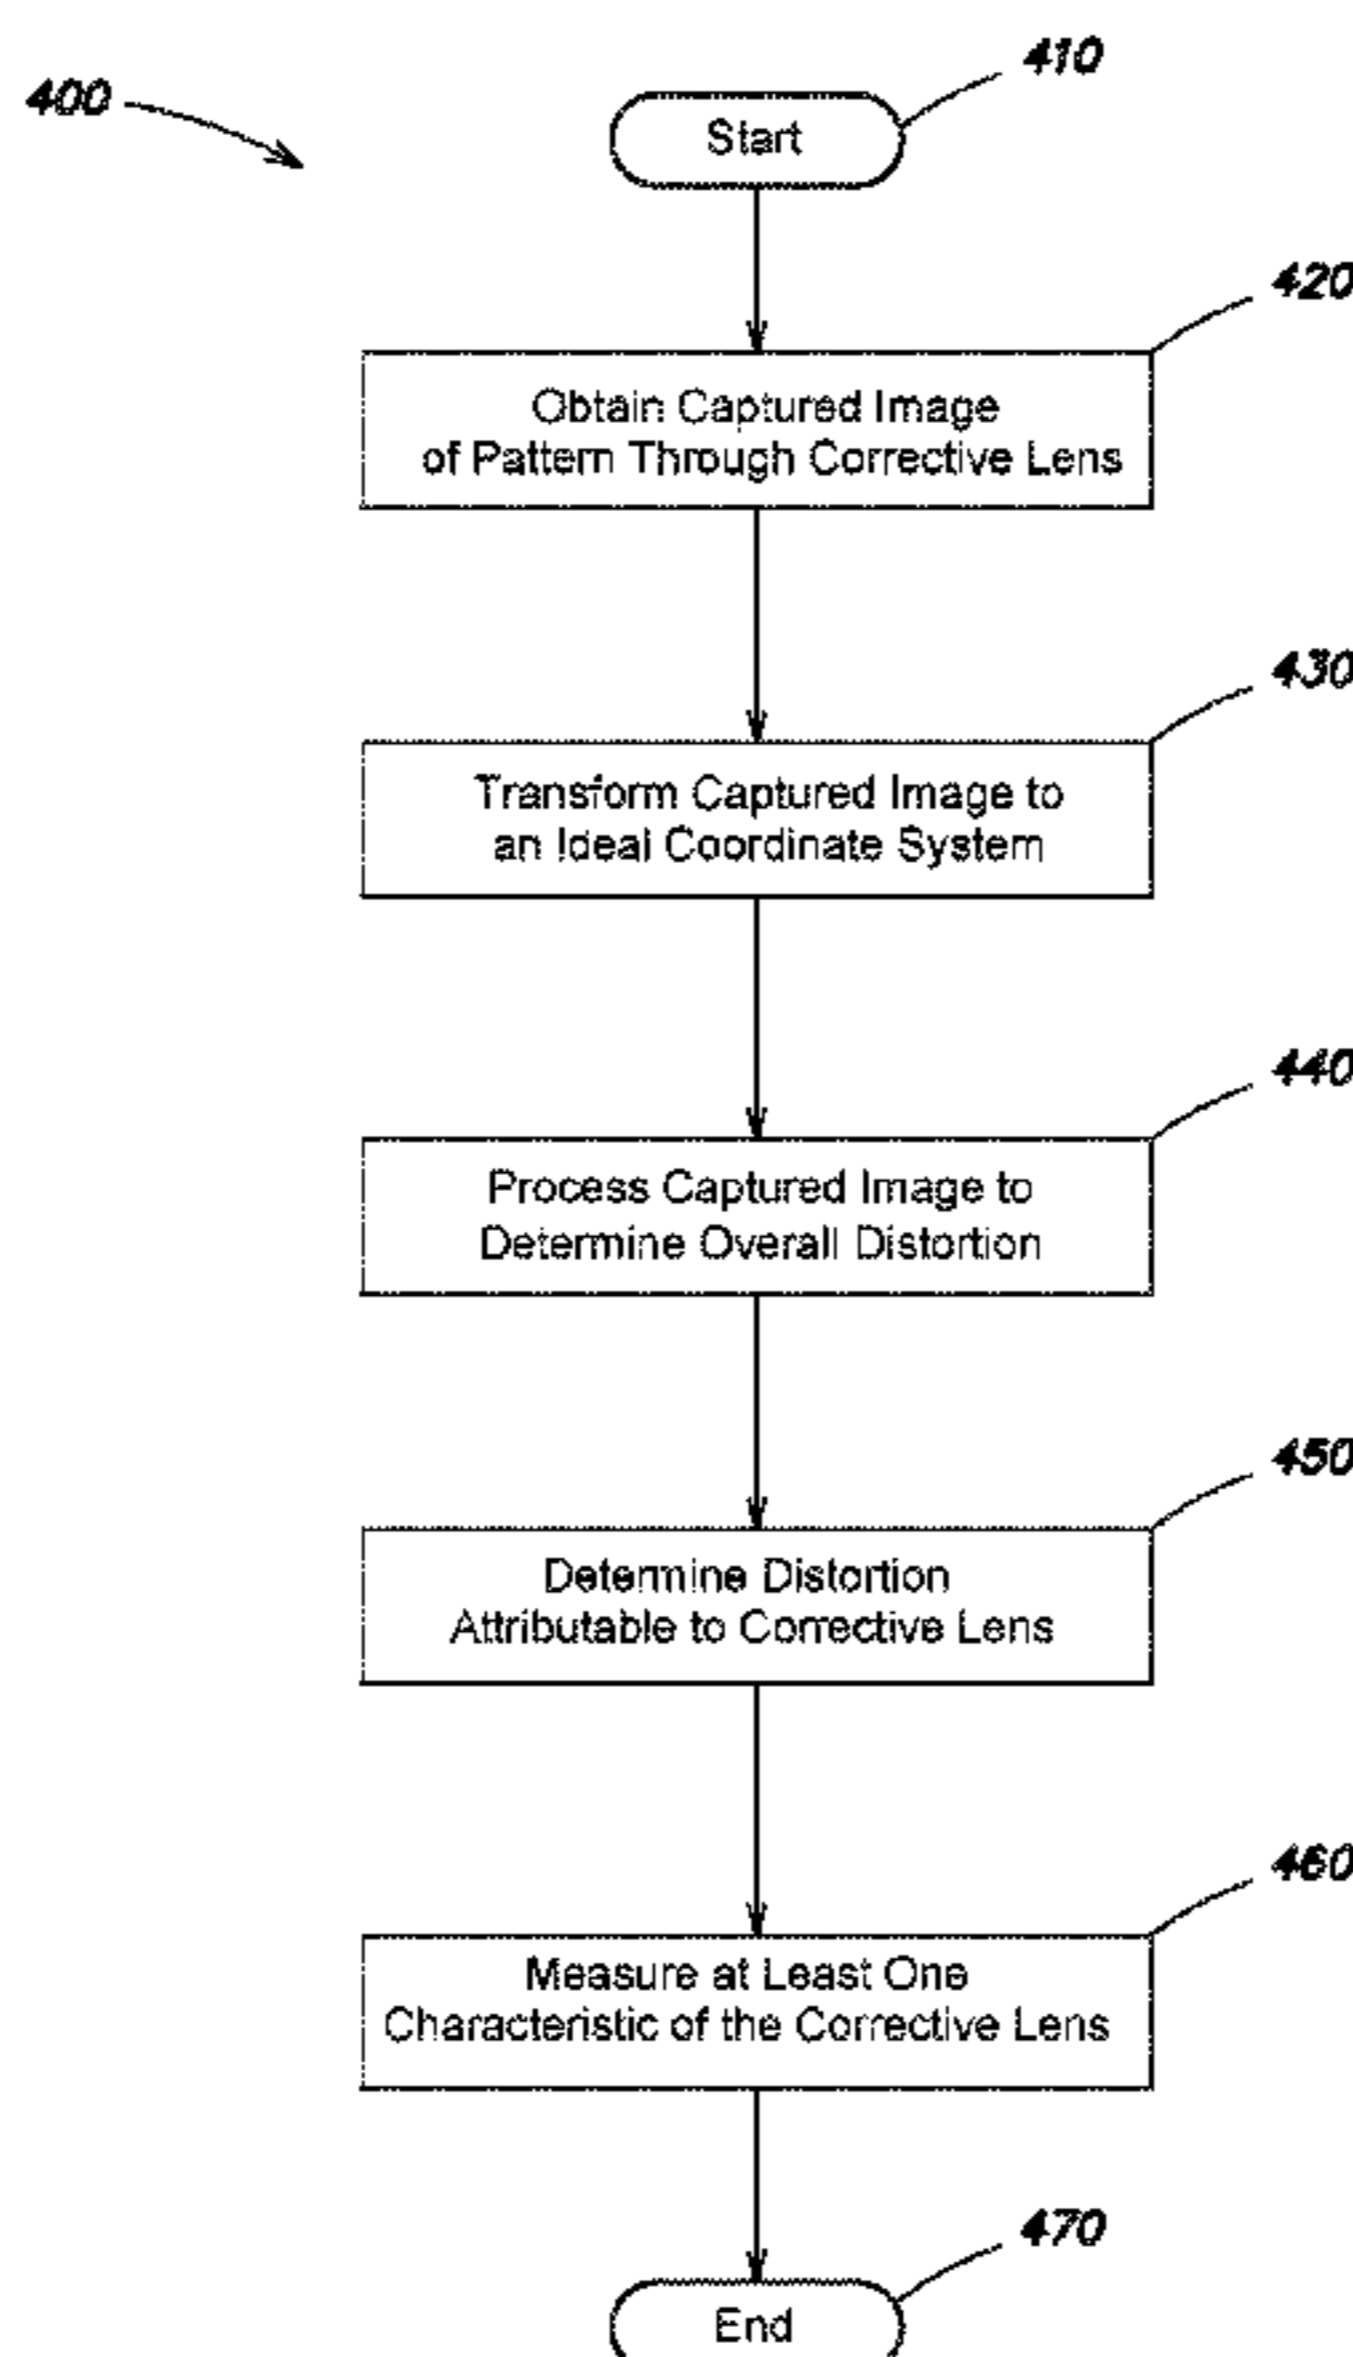 400
410
Start
420
Obtain Captured Image
of Pattern Through Corrective Lens
430
Transform Captured Image to
an Ideal Coordinate System
440
Process Captured Image to
Determine Overall Distortion
450
Determine Distortion
Attributable to Corrective Lens
460
Measure at Least One
Characteristic of the Corrective Lens
470
End